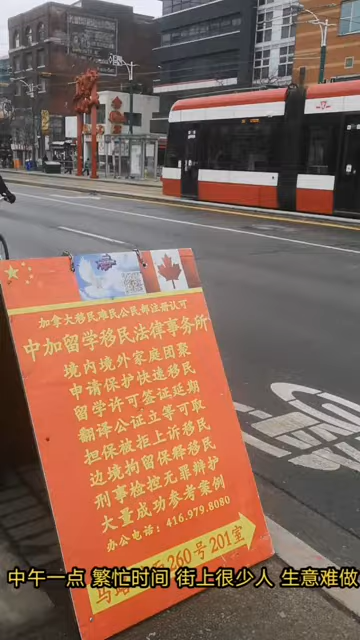 加拿大移民难民公民部注册认可
中加留学移民法律事务所
境内境外家庭团聚
申请保护快速移民
留学许可签证延期
翻译公证立等可取
担保被拒上诉移民
边境拘留保释移民
刑事检控无罪辩护
大量成功参考案例
办公电话：416.979.8080
260号201室
中午一点 繁忙时间 街上很少人 生意难做